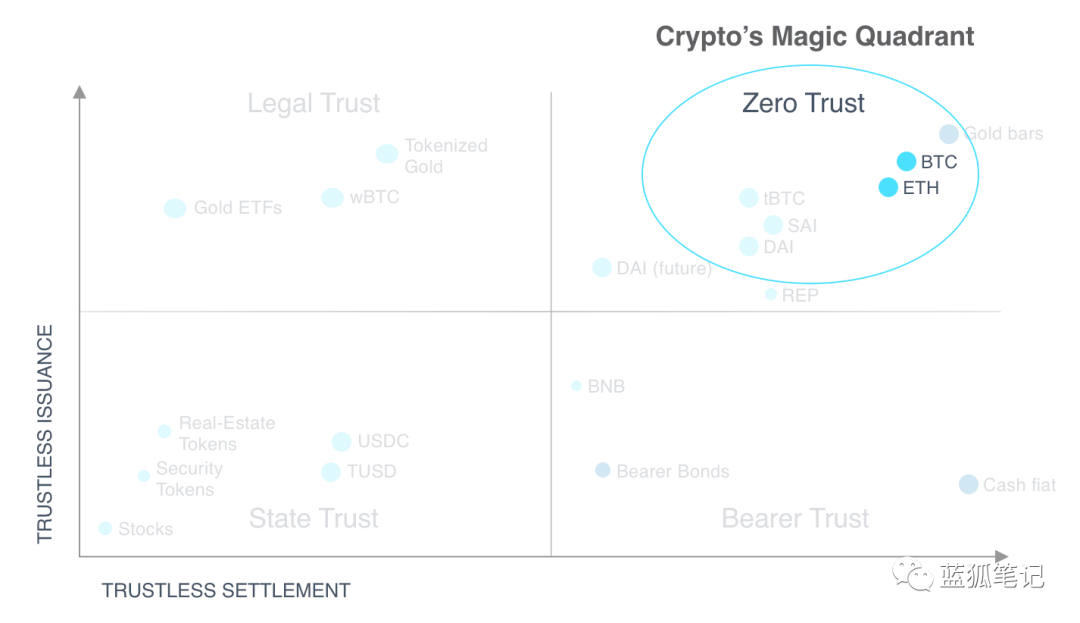 Crypto's Magic Quadrant
Legal Trust
Zero Trust
Tokenized
Gold
Gold bars
BTC
ETH
wBTC
Gold ETFs
tBTC
SAI
DAI
DAI (future)
REP
TRUSTLESS ISSUANCE
BNB
Real-Estate
Tokens
USDC
Security
Tokens
TUSD
Bearer Bonds
Cash fiat
Stocks
State Trust
Bearer Trust
TRUSTLESS SETTLEMENT
蓝狐笔记